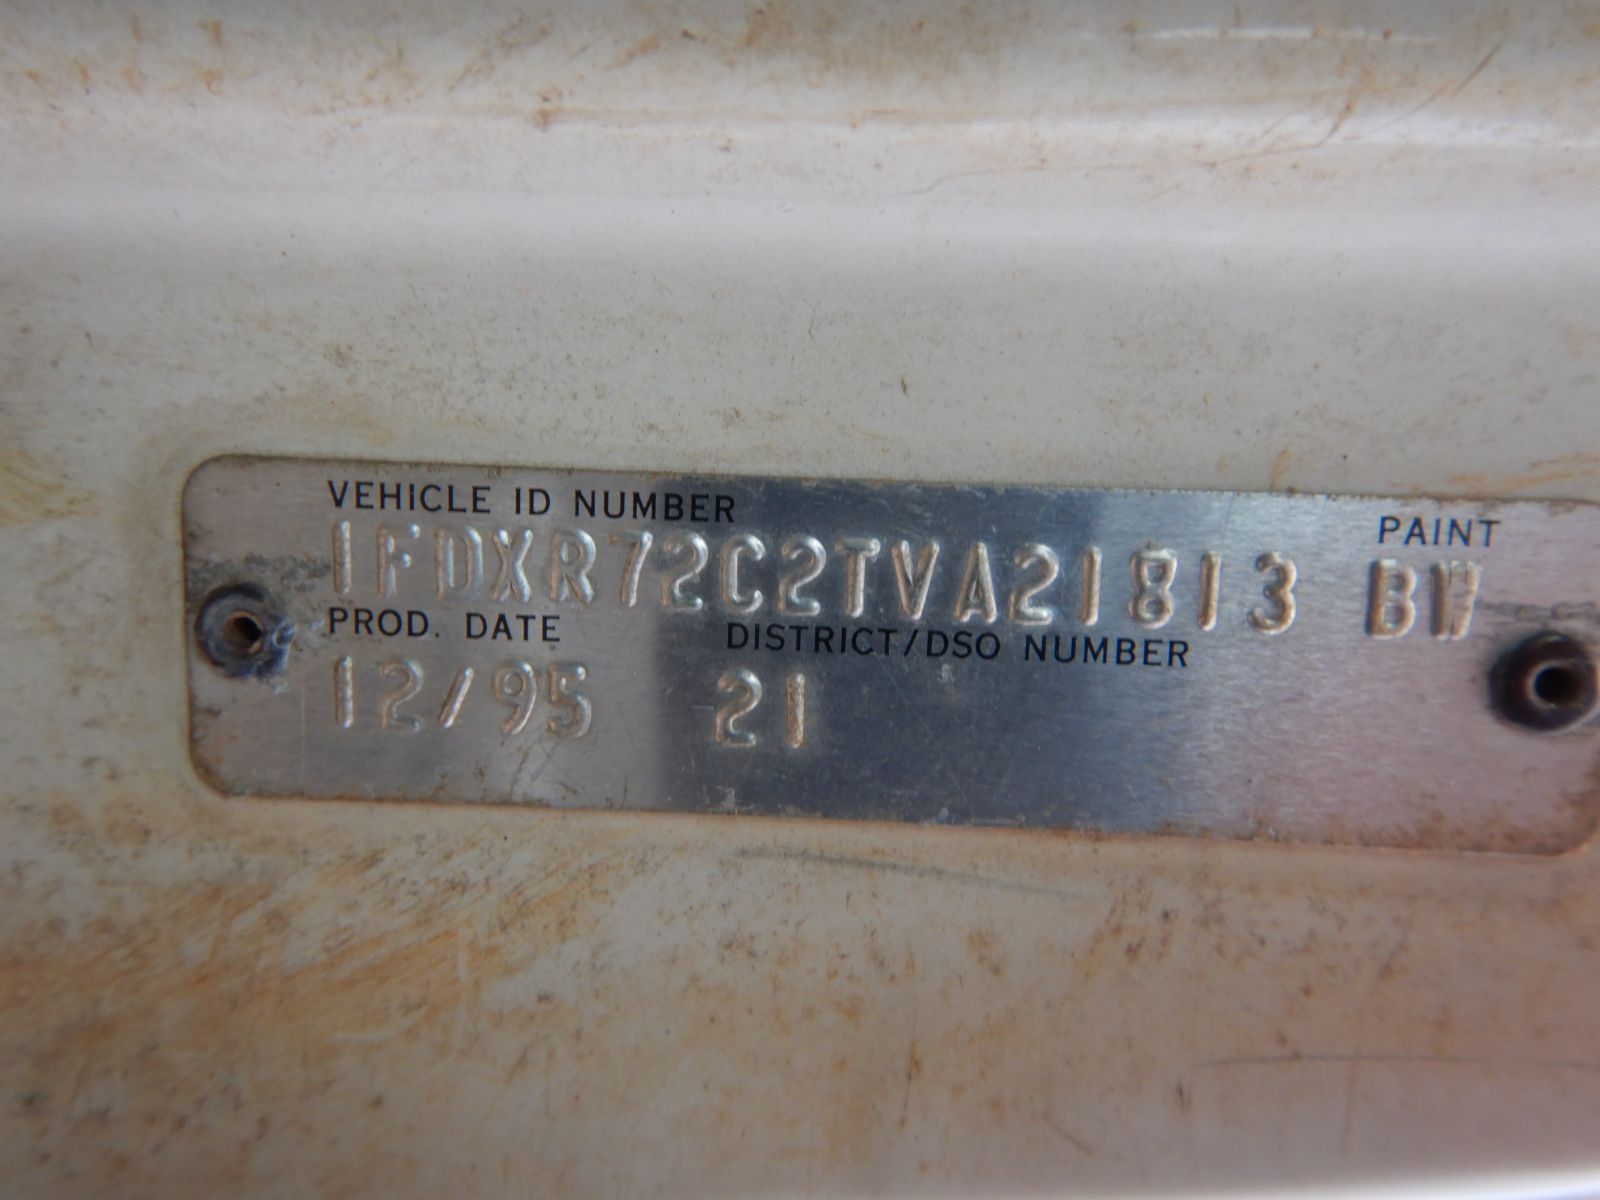 VEHICLE ID NUMBER PAINT
1FDXR72C2TVA21813 BW
PROD. DATE DISTRICT/DSO NUMBER
12/95 21